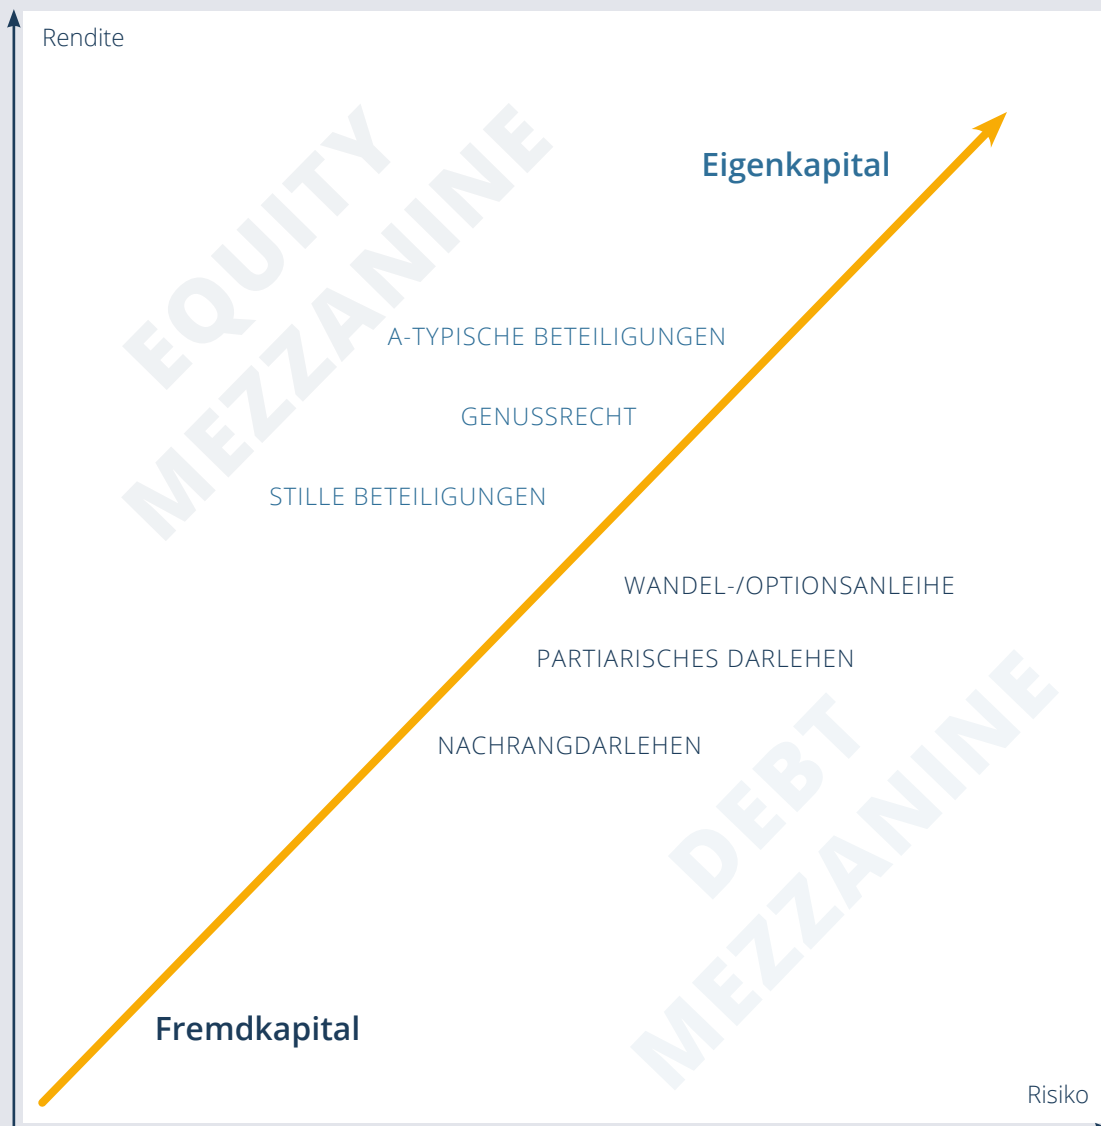 Rendite
Eigenkapital
EQUITY
MEZZANINE
A-TYPISCHE BETEILIGUNGEN
GENUSSRECHT
STILLE BETEILIGUNGEN
WANDEL-/OPTIONSANLEIHE
PARTIARISCHES DARLEHEN
NACHRANGDARLEHEN
DEBT
MEZZANINE
Fremdkapital
Risiko